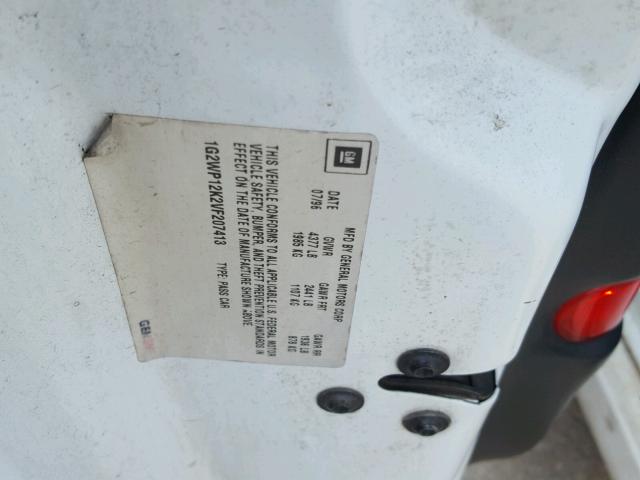 GM
MFD BY GENERAL MOTORS CORP
DATE GVWR GAWR FRT GAWR RR
07/96 4377 LB 2441 LB 1936 LB
1985 KG 1107 KG 878 KG
THIS VEHICLE CONFORMS TO ALL APPLICABLE U.S. FEDERAL MOTOR
VEHICLE SAFETY, BUMPER, AND THEFT PREVENTION STANDARDS IN
EFFECT ON THE DATE OF MANUFACTURE SHOWN ABOVE.
1G2WP12K2VF207413 TYPE: PASS CAR